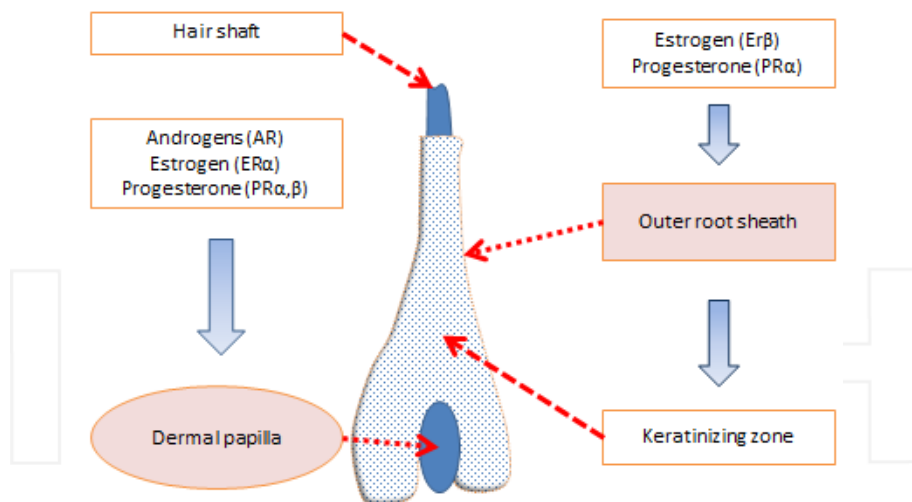 Hair shaft
Estrogen (Erβ)
Progesterone (PRα)
Androgens (AR)
Estrogen (ERα)
Progesterone (PRα,β)
Outer root sheath
Dermal papilla
Keratinizing zone